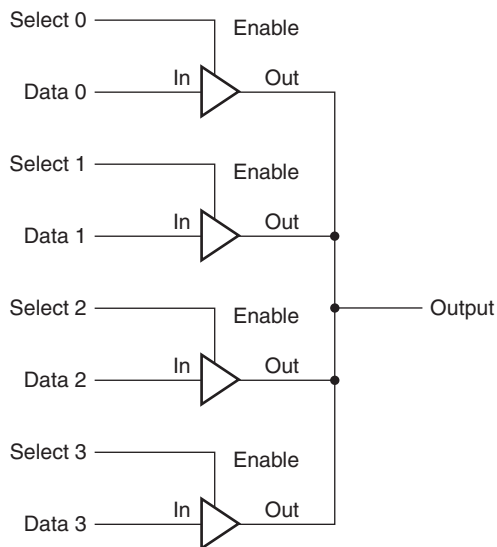 Select 0
Enable
Data 0
In
Out
Select 1
Enable
Data 1
In
Out
Select 2
Enable
Output
Data 2
In
Out
Select 3
Enable
Data 3
In
Out